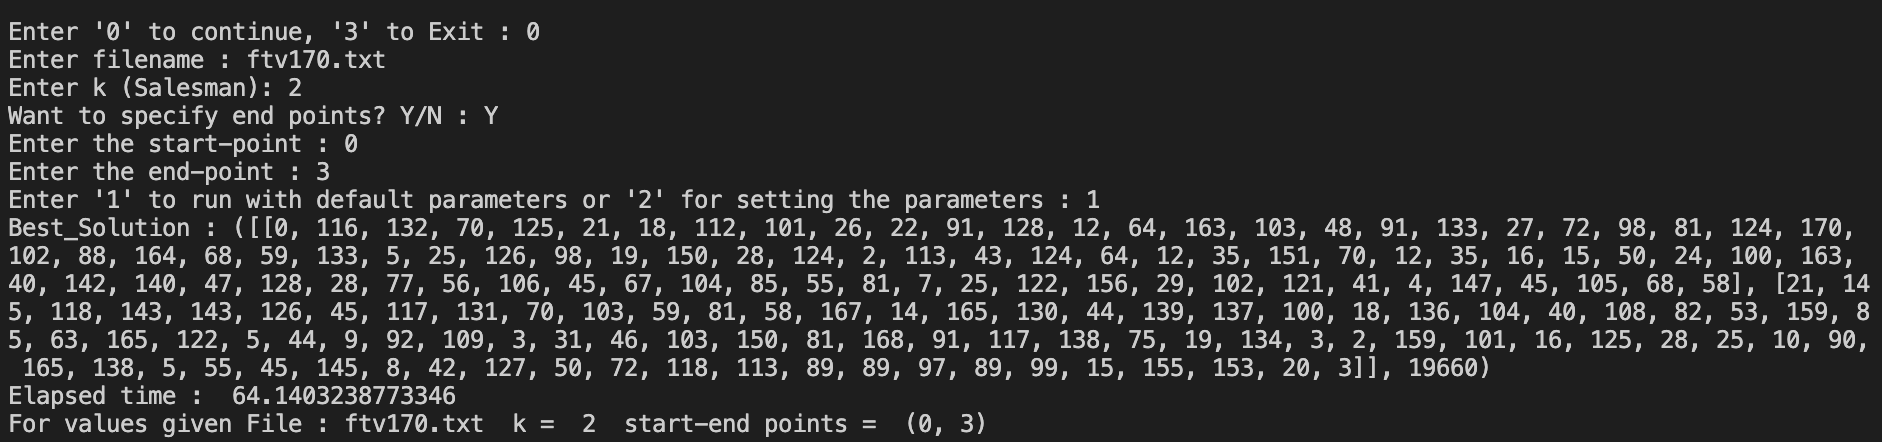 Enter '0' to continue, '3' to Exit : 0
Enter filename : ftv170.txt
Enter k (Salesman): 2
Want to specify end points? Y/N : Y
Enter the start-point : 0
Enter the end-point : 3
Enter '1' to run with default parameters or '2' for setting the parameters : 1
Best_Solution : ([[0, 116, 132, 70, 125, 21, 18, 112, 101, 26, 22, 91, 128, 12, 64, 163, 103, 48, 91, 133, 27, 72, 98, 81, 124, 170,
102, 88, 164, 68, 59, 133, 5, 25, 126, 98, 19, 150, 28, 124, 2, 113, 43, 124, 64, 12, 35, 151, 70, 12, 35, 16, 15, 50, 24, 100, 163,
40, 142, 140, 47, 128, 28, 77, 56, 106, 45, 67, 104, 85, 55, 81, 7, 25, 122, 156, 29, 102, 121, 41, 4, 147, 45, 105, 68, 58], [21, 14
5, 118, 143, 143, 126, 45, 117, 131, 70, 103, 59, 81, 58, 167, 14, 165, 130, 44, 139, 137, 100, 18, 136, 104, 40, 108, 82, 53, 159, 8
5, 63, 165, 122, 5, 44, 9, 92, 109, 3, 31, 46, 103, 150, 81, 168, 91, 117, 138, 75, 19, 134, 3, 2, 159, 101, 16, 125, 28, 25, 10, 90,
165, 138, 5, 55, 45, 145, 8, 42, 127, 50, 72, 118, 113, 89, 89, 97, 89, 99, 15, 155, 153, 20, 3]], 19660)
Elapsed time :  64.1403238773346
For values given File : ftv170.txt  k =  2  start-end points =  (0, 3)